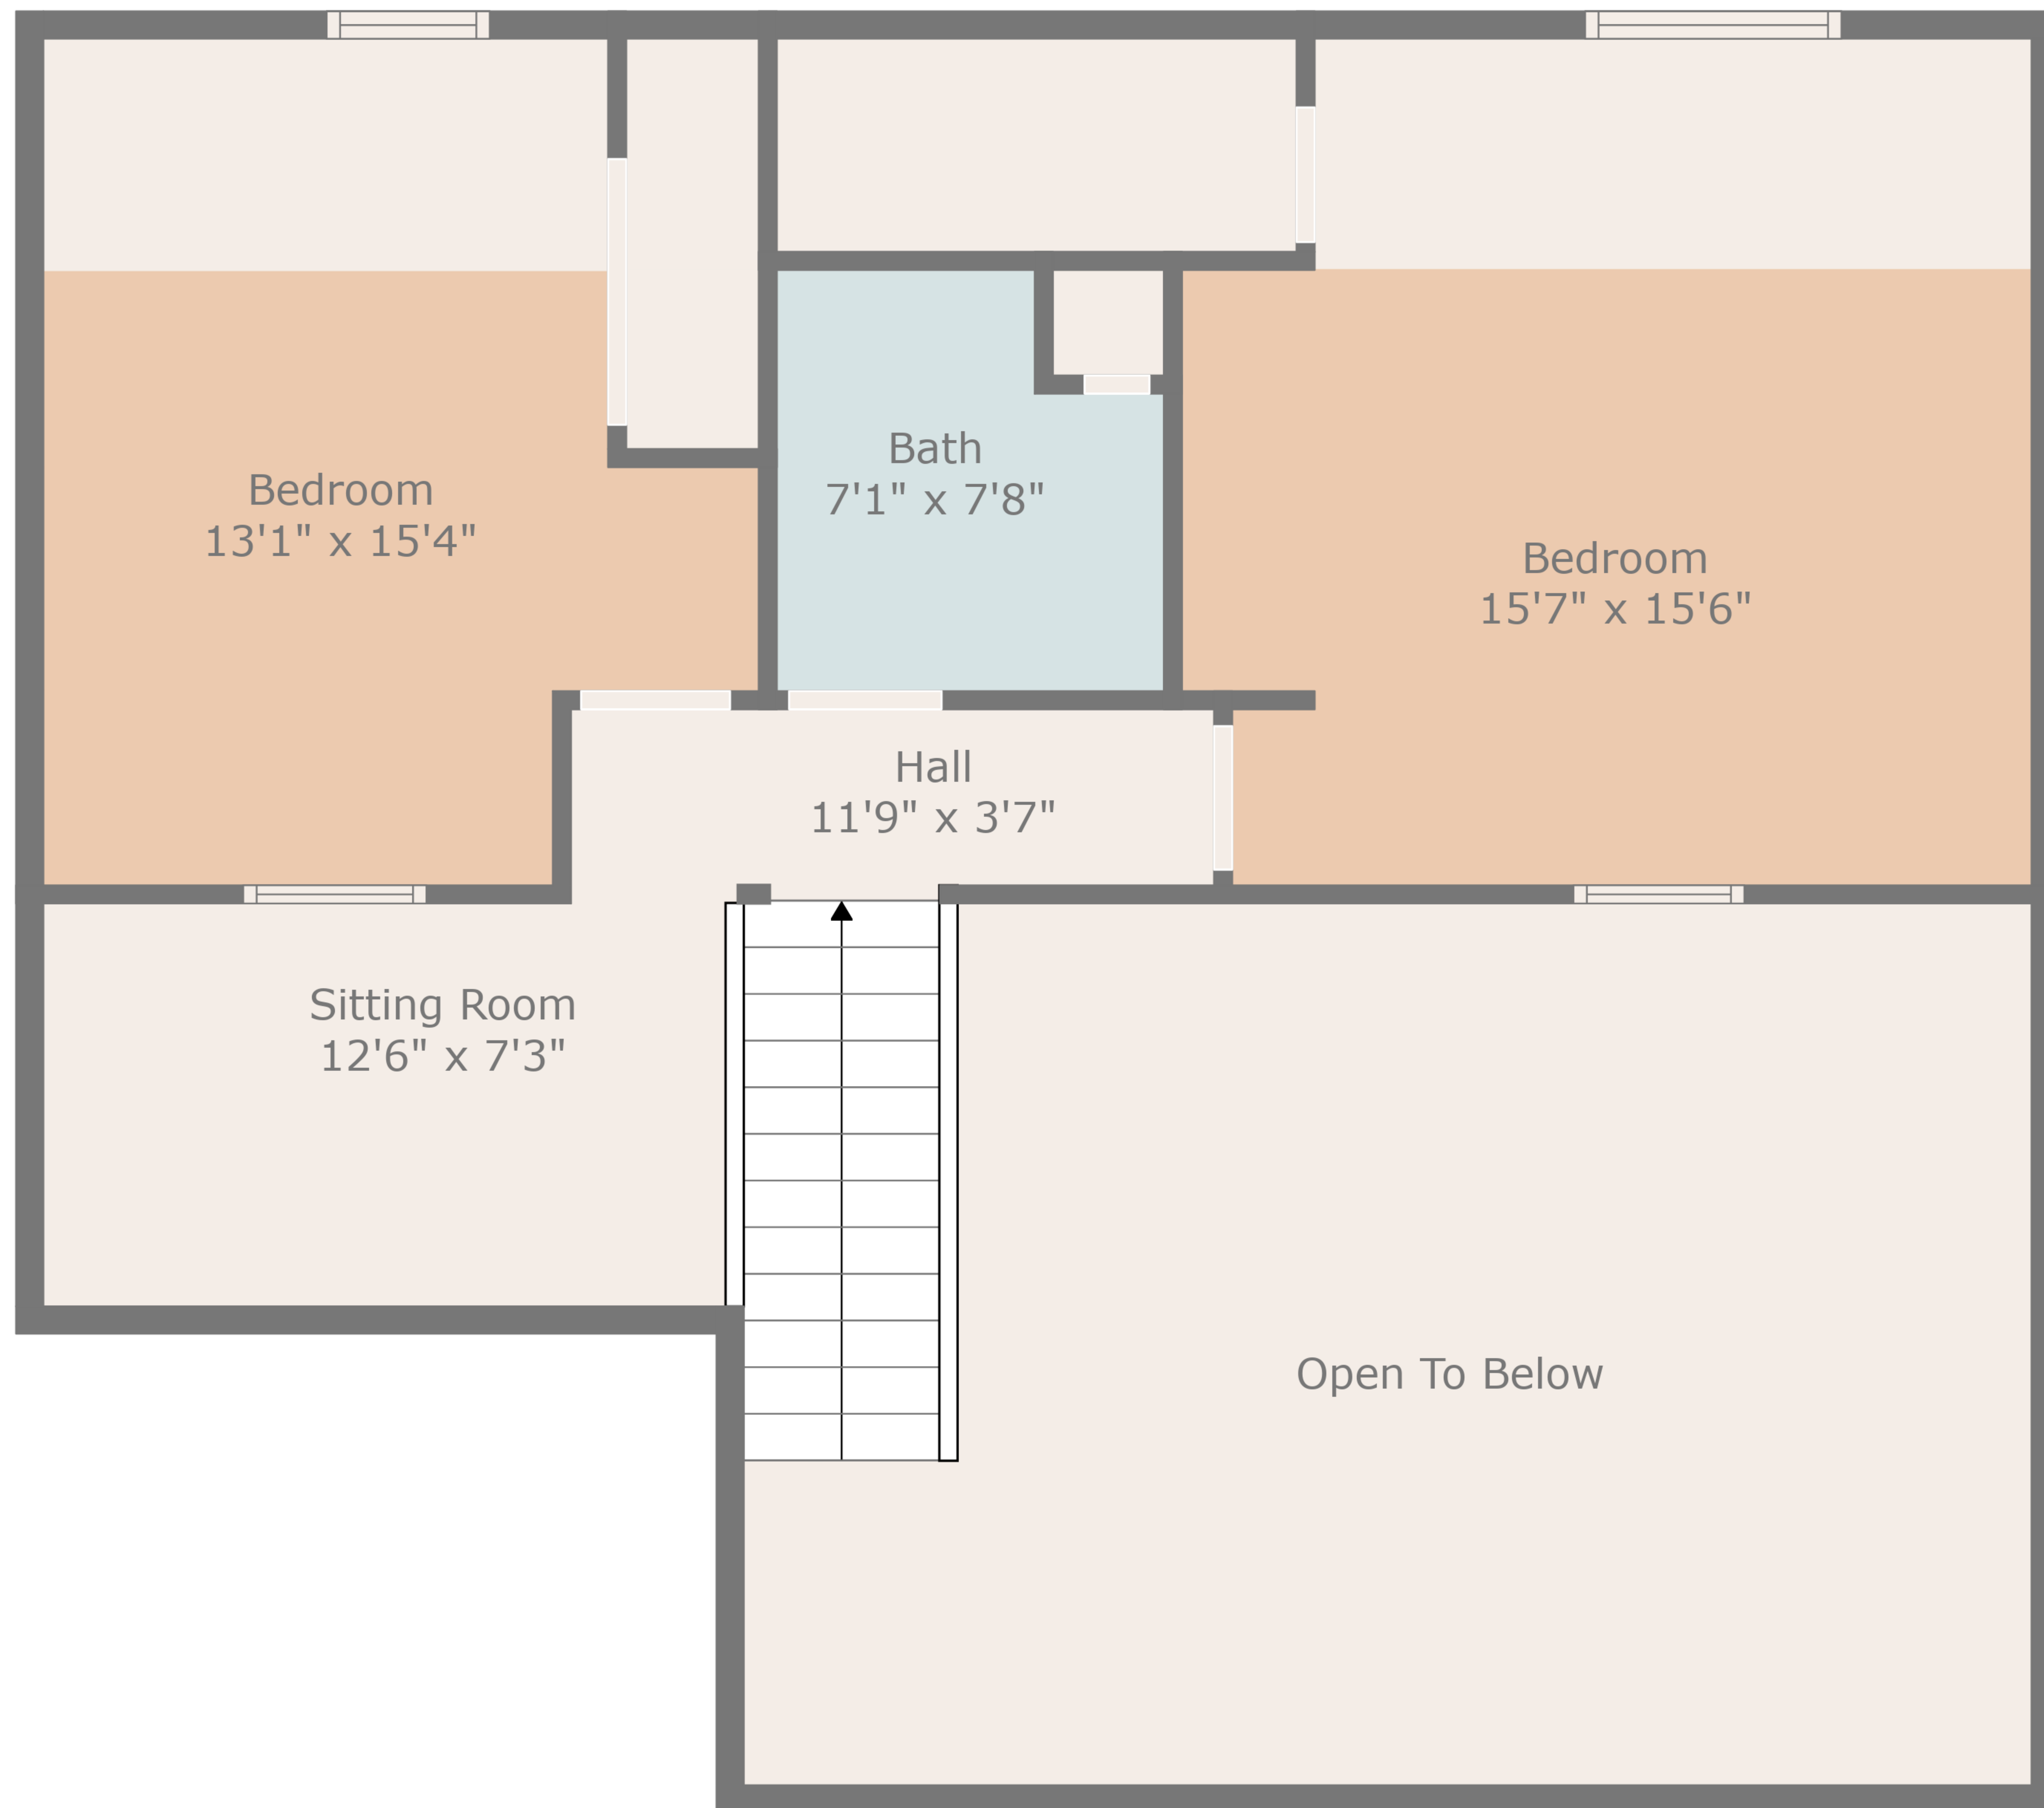 Bedroom
13'1" x 15'4"
Bath
7'1" x 7'8"
Bedroom
15'7" x 15'6"
Hall
11'9" x 3'7"
Sitting Room
12'6" x 7'3"
Open To Below